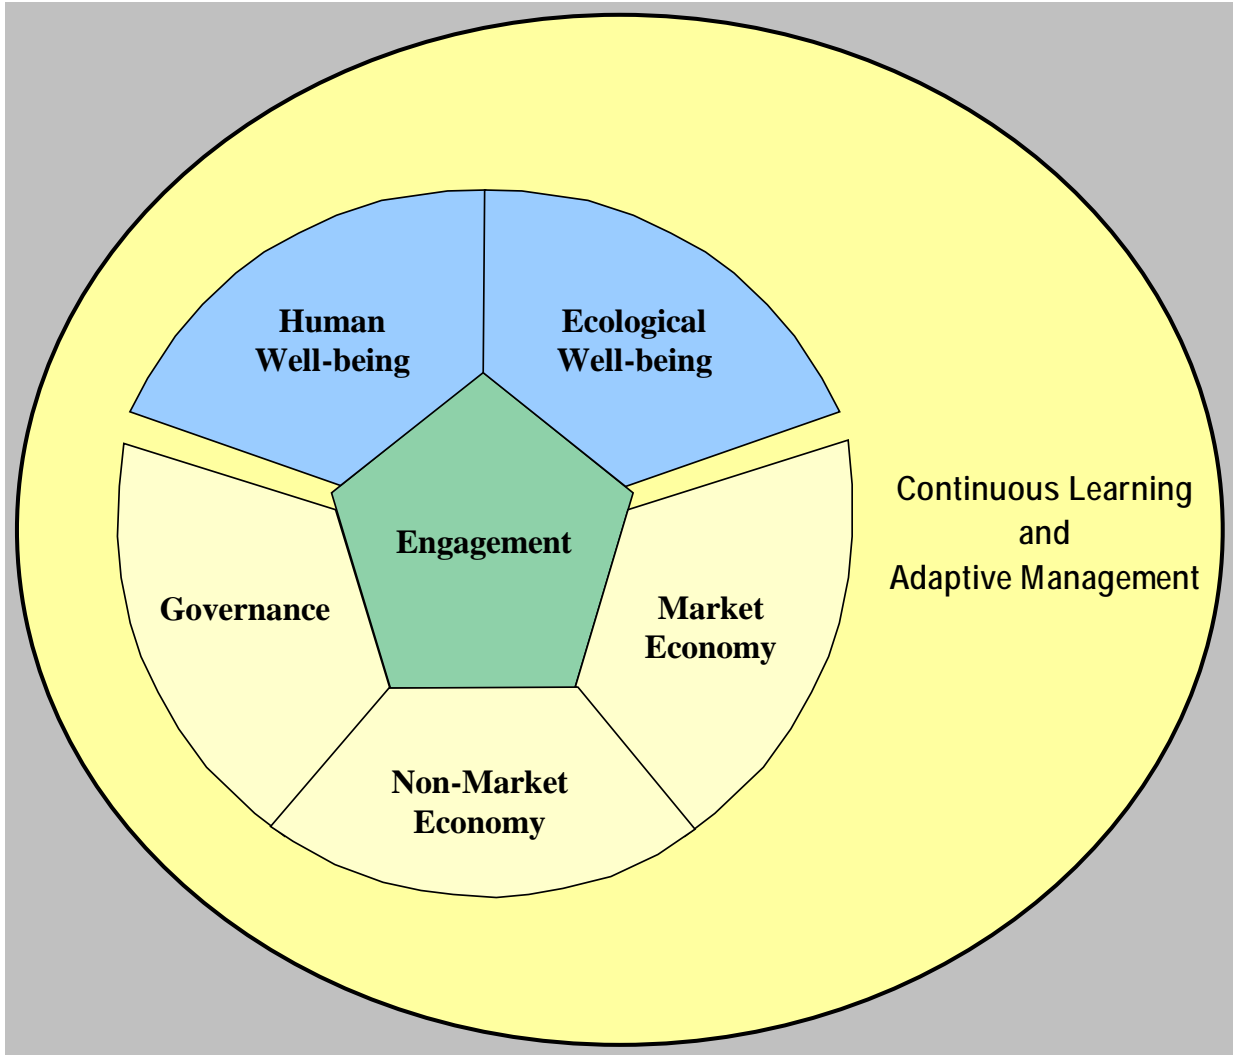 Human
Well-being
Ecological
Well-being
Continuous Learning
and
Adaptive Management
Engagement
Governance
Market
Economy
Non-Market
Economy